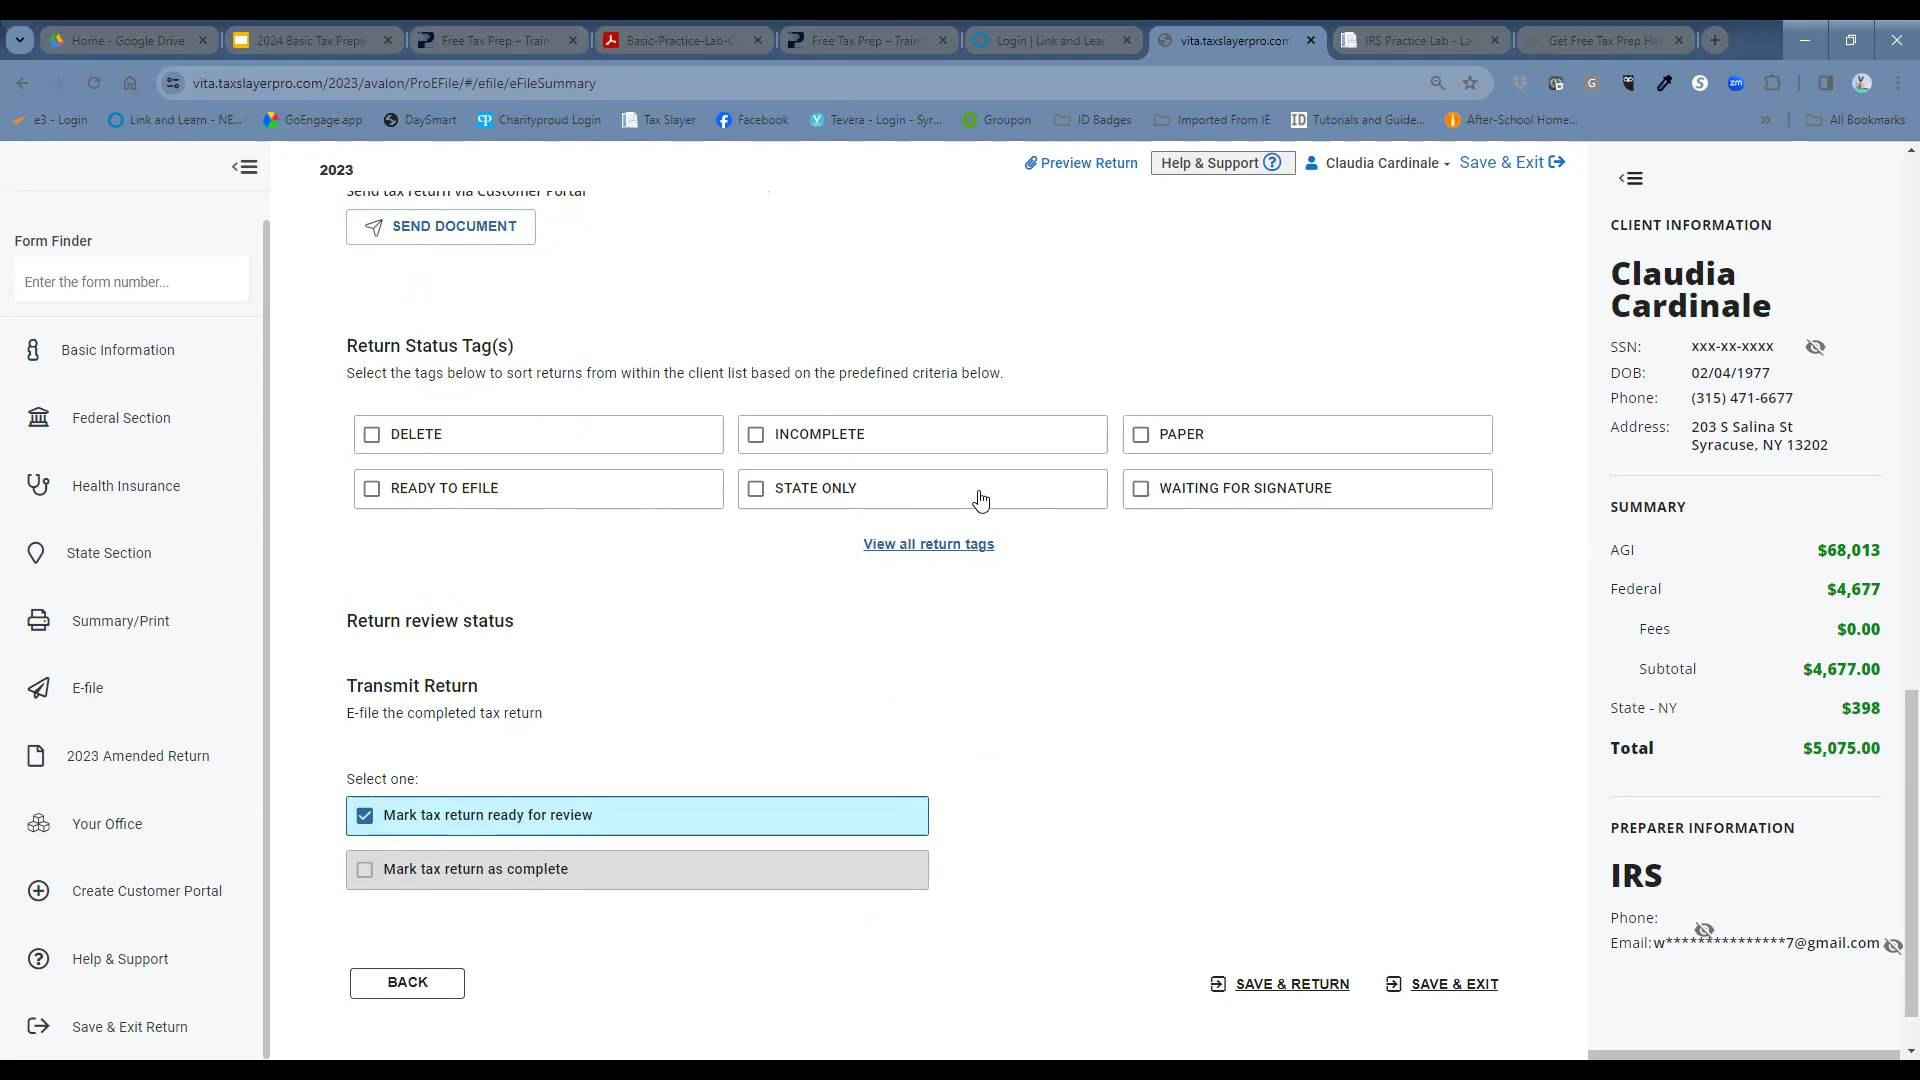 Home - Google Drive
2024 Basic Tax Prepa
Free Tax Prep – Train
Basic-Practice-Lab-C
Free Tax Prep – Train
Login | Link and Lea
vita.taxslayerpro.com
IRS Practice Lab - La
Get Free Tax Prep He
vita.taxslayerpro.com/2023/avalon/ProEFile/#/efile/eFileSummary
e3 - Login
Link and Learn - NE...
GoEngage.app
DaySmart
Charityproud Login
Tax Slayer
Facebook
Tevera - Login - Syr...
Groupon
ID Badges
Imported From IE
Tutorials and Guide...
After-School Home...
»
All Bookmarks
2023
Preview Return
Help & Support
Claudia Cardinale
Save & Exit
Form Finder
Enter the form number...
Basic Information
Federal Section
Health Insurance
State Section
Summary/Print
E-file
2023 Amended Return
Your Office
Create Customer Portal
Help & Support
Save & Exit Return
Send tax return via Customer Portal
SEND DOCUMENT
Return Status Tag(s)
Select the tags below to sort returns from within the client list based on the predefined criteria below.
DELETE
INCOMPLETE
PAPER
READY TO EFILE
STATE ONLY
WAITING FOR SIGNATURE
View all return tags
Return review status
Transmit Return
E-file the completed tax return
Select one:
Mark tax return ready for review
Mark tax return as complete
BACK
SAVE & RETURN
SAVE & EXIT
CLIENT INFORMATION
Claudia
Cardinale
SSN: xxx-xx-xxxx
DOB: 02/04/1977
Phone: (315) 471-6677
Address: 203 S Salina St
Syracuse, NY 13202
SUMMARY
AGI $68,013
Federal $4,677
Fees $0.00
Subtotal $4,677.00
State - NY $398
Total $5,075.00
PREPARER INFORMATION
IRS
Phone:
Email: w***************7@gmail.com